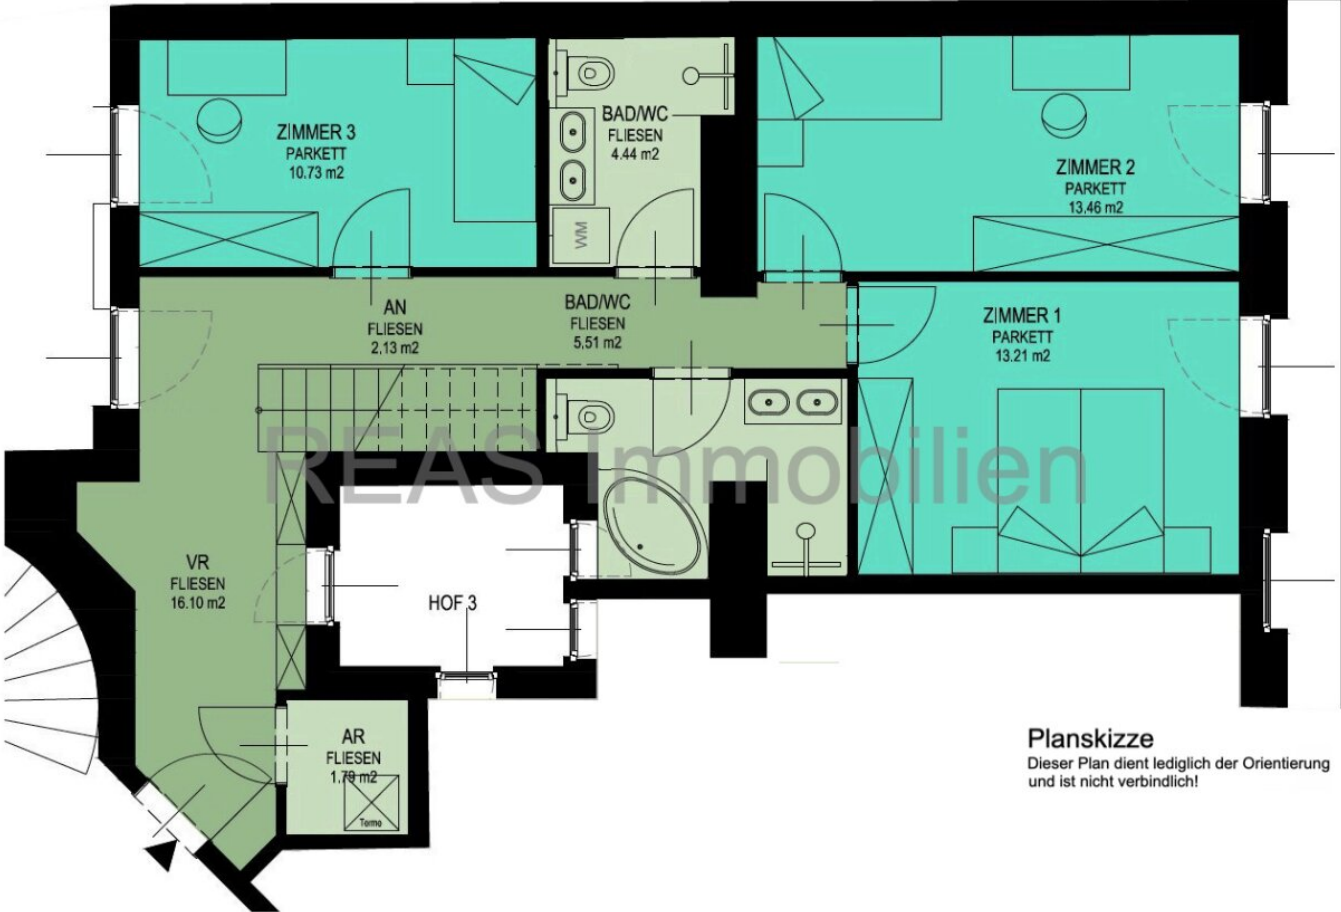 ZIMMER 3
PARKETT
10.73 m2
BAD/WC
FLIESEN
4.44 m2
WM
ZIMMER 2
PARKETT
13.46 m2
AN
FLIESEN
2,13 m2
BAD/WC
FLIESEN
5,51 m2
ZIMMER 1
PARKETT
13.21 m2
REAS Immobilien
VR
FLIESEN
16.10 m2
HOF 3
AR
FLIESEN
1.79 m2
Terme
Planskizze
Dieser Plan dient lediglich der Orientierung
und ist nicht verbindlich!